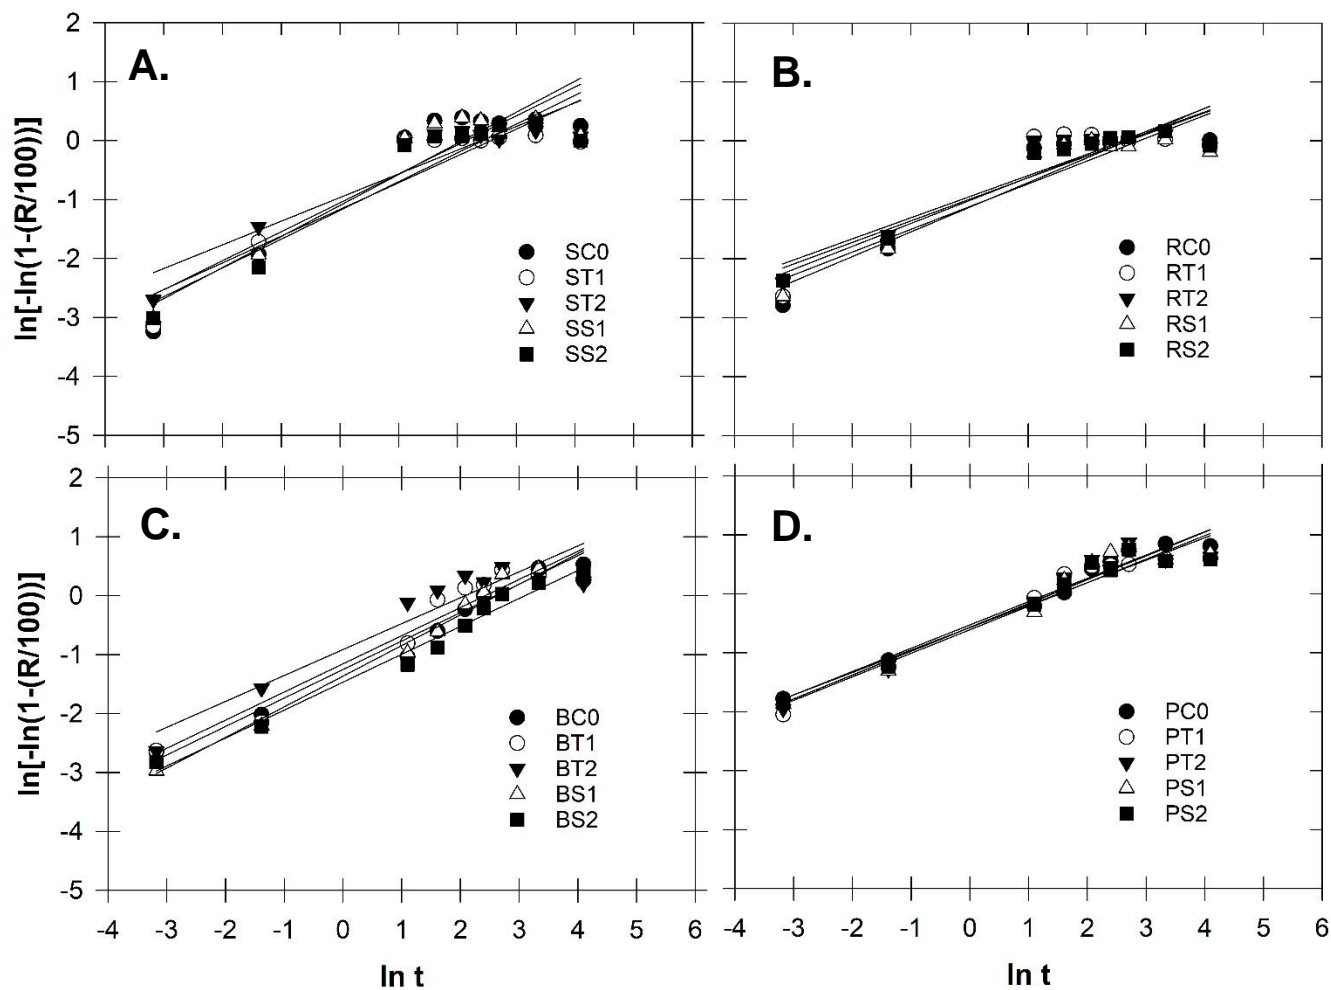 A.
2
1
0
-1
-2
-3
-4
-5
ln[-ln(1-(R/100))]
SC0
ST1
ST2
SS1
SS2
B.
RC0
RT1
RT2
RS1
RS2
C.
2
1
0
-1
-2
-3
-4
-5
ln[-ln(1-(R/100))]
BC0
BT1
BT2
BS1
BS2
-4 -3 -2 -1 0 1 2 3 4 5 6
ln t
D.
PC0
PT1
PT2
PS1
PS2
-4 -3 -2 -1 0 1 2 3 4 5 6
ln t